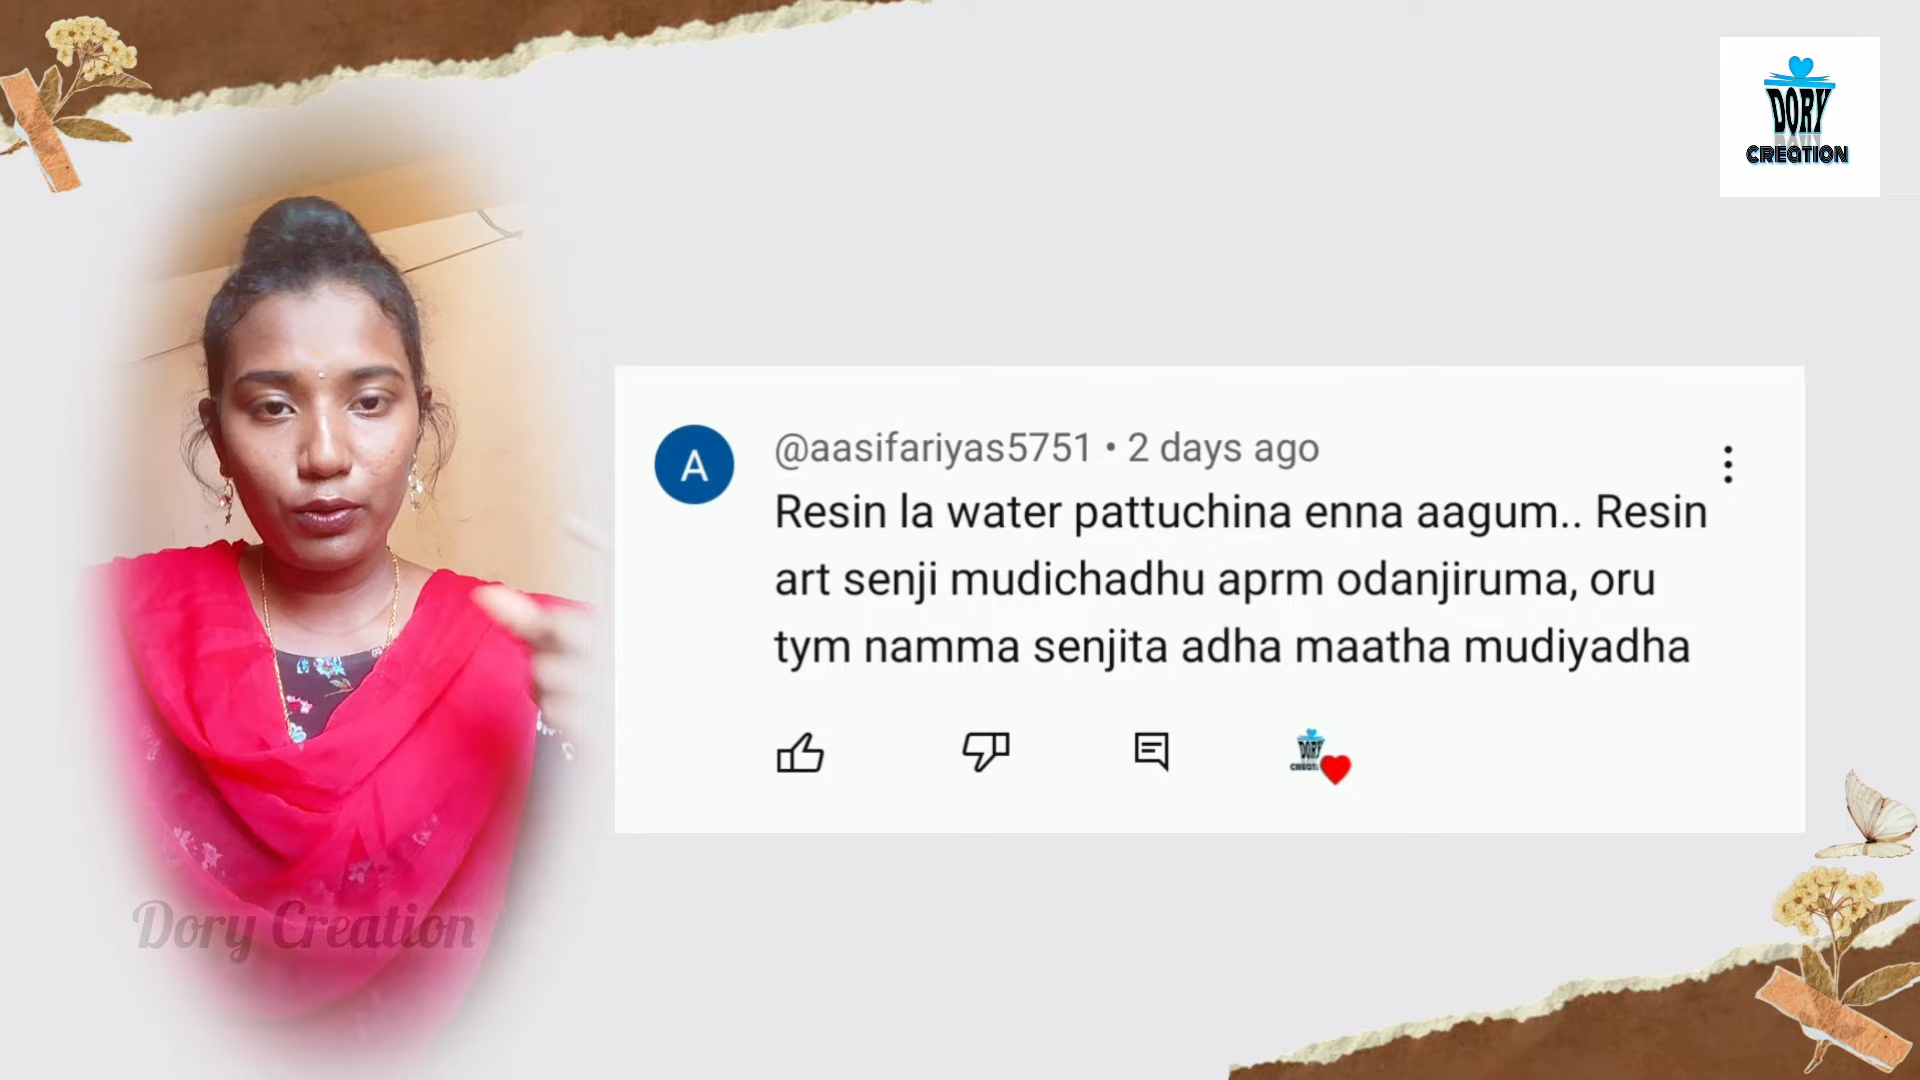 DORY
CREATION
@aasifariyas5751 • 2 days ago
A
Resin la water pattuchina enna aagum.. Resin
art senji mudichadhu aprm odanjiruma, oru
tym namma senjita adha maatha mudiyadha
DORY
Dory Creation